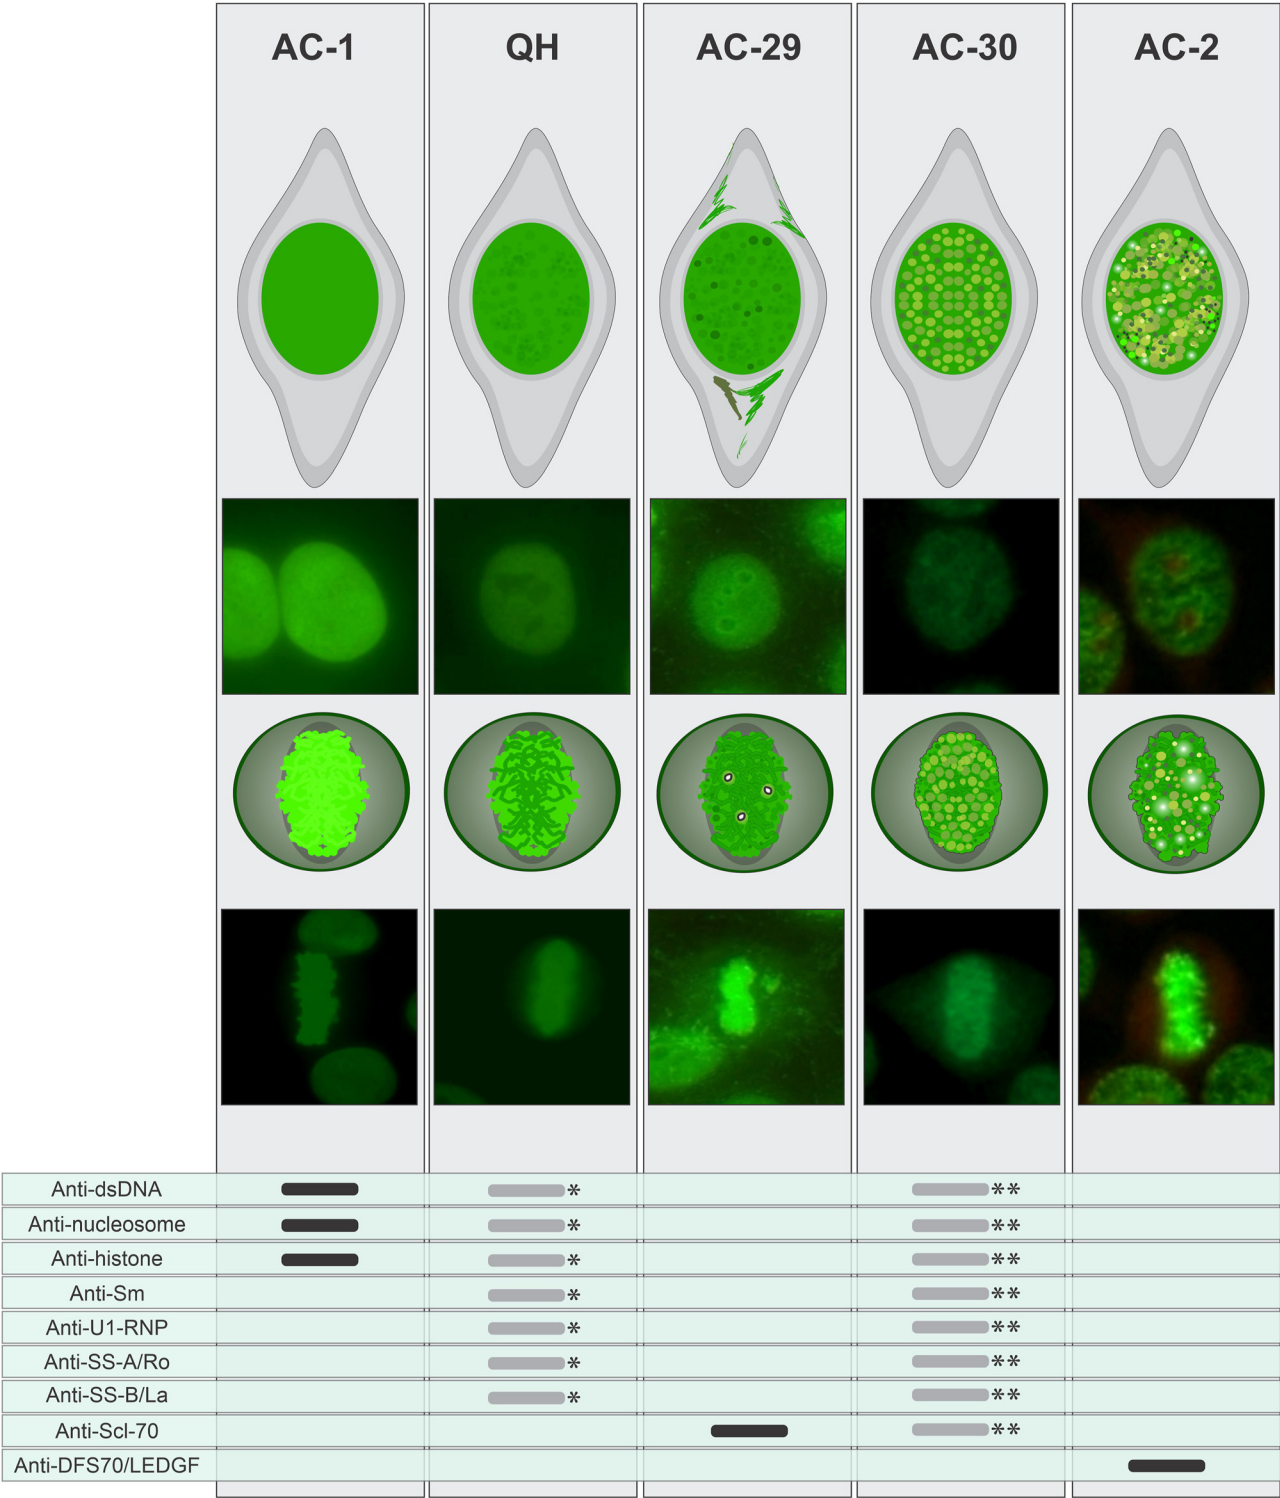 AC-1 QH AC-29 AC-30 AC-2
Anti-dsDNA * **
Anti-nucleosome * **
Anti-histone * **
Anti-Sm * **
Anti-U1-RNP * **
Anti-SS-A/Ro * **
Anti-SS-B/La * **
Anti-Scl-70 **
Anti-DFS70/LEDGF